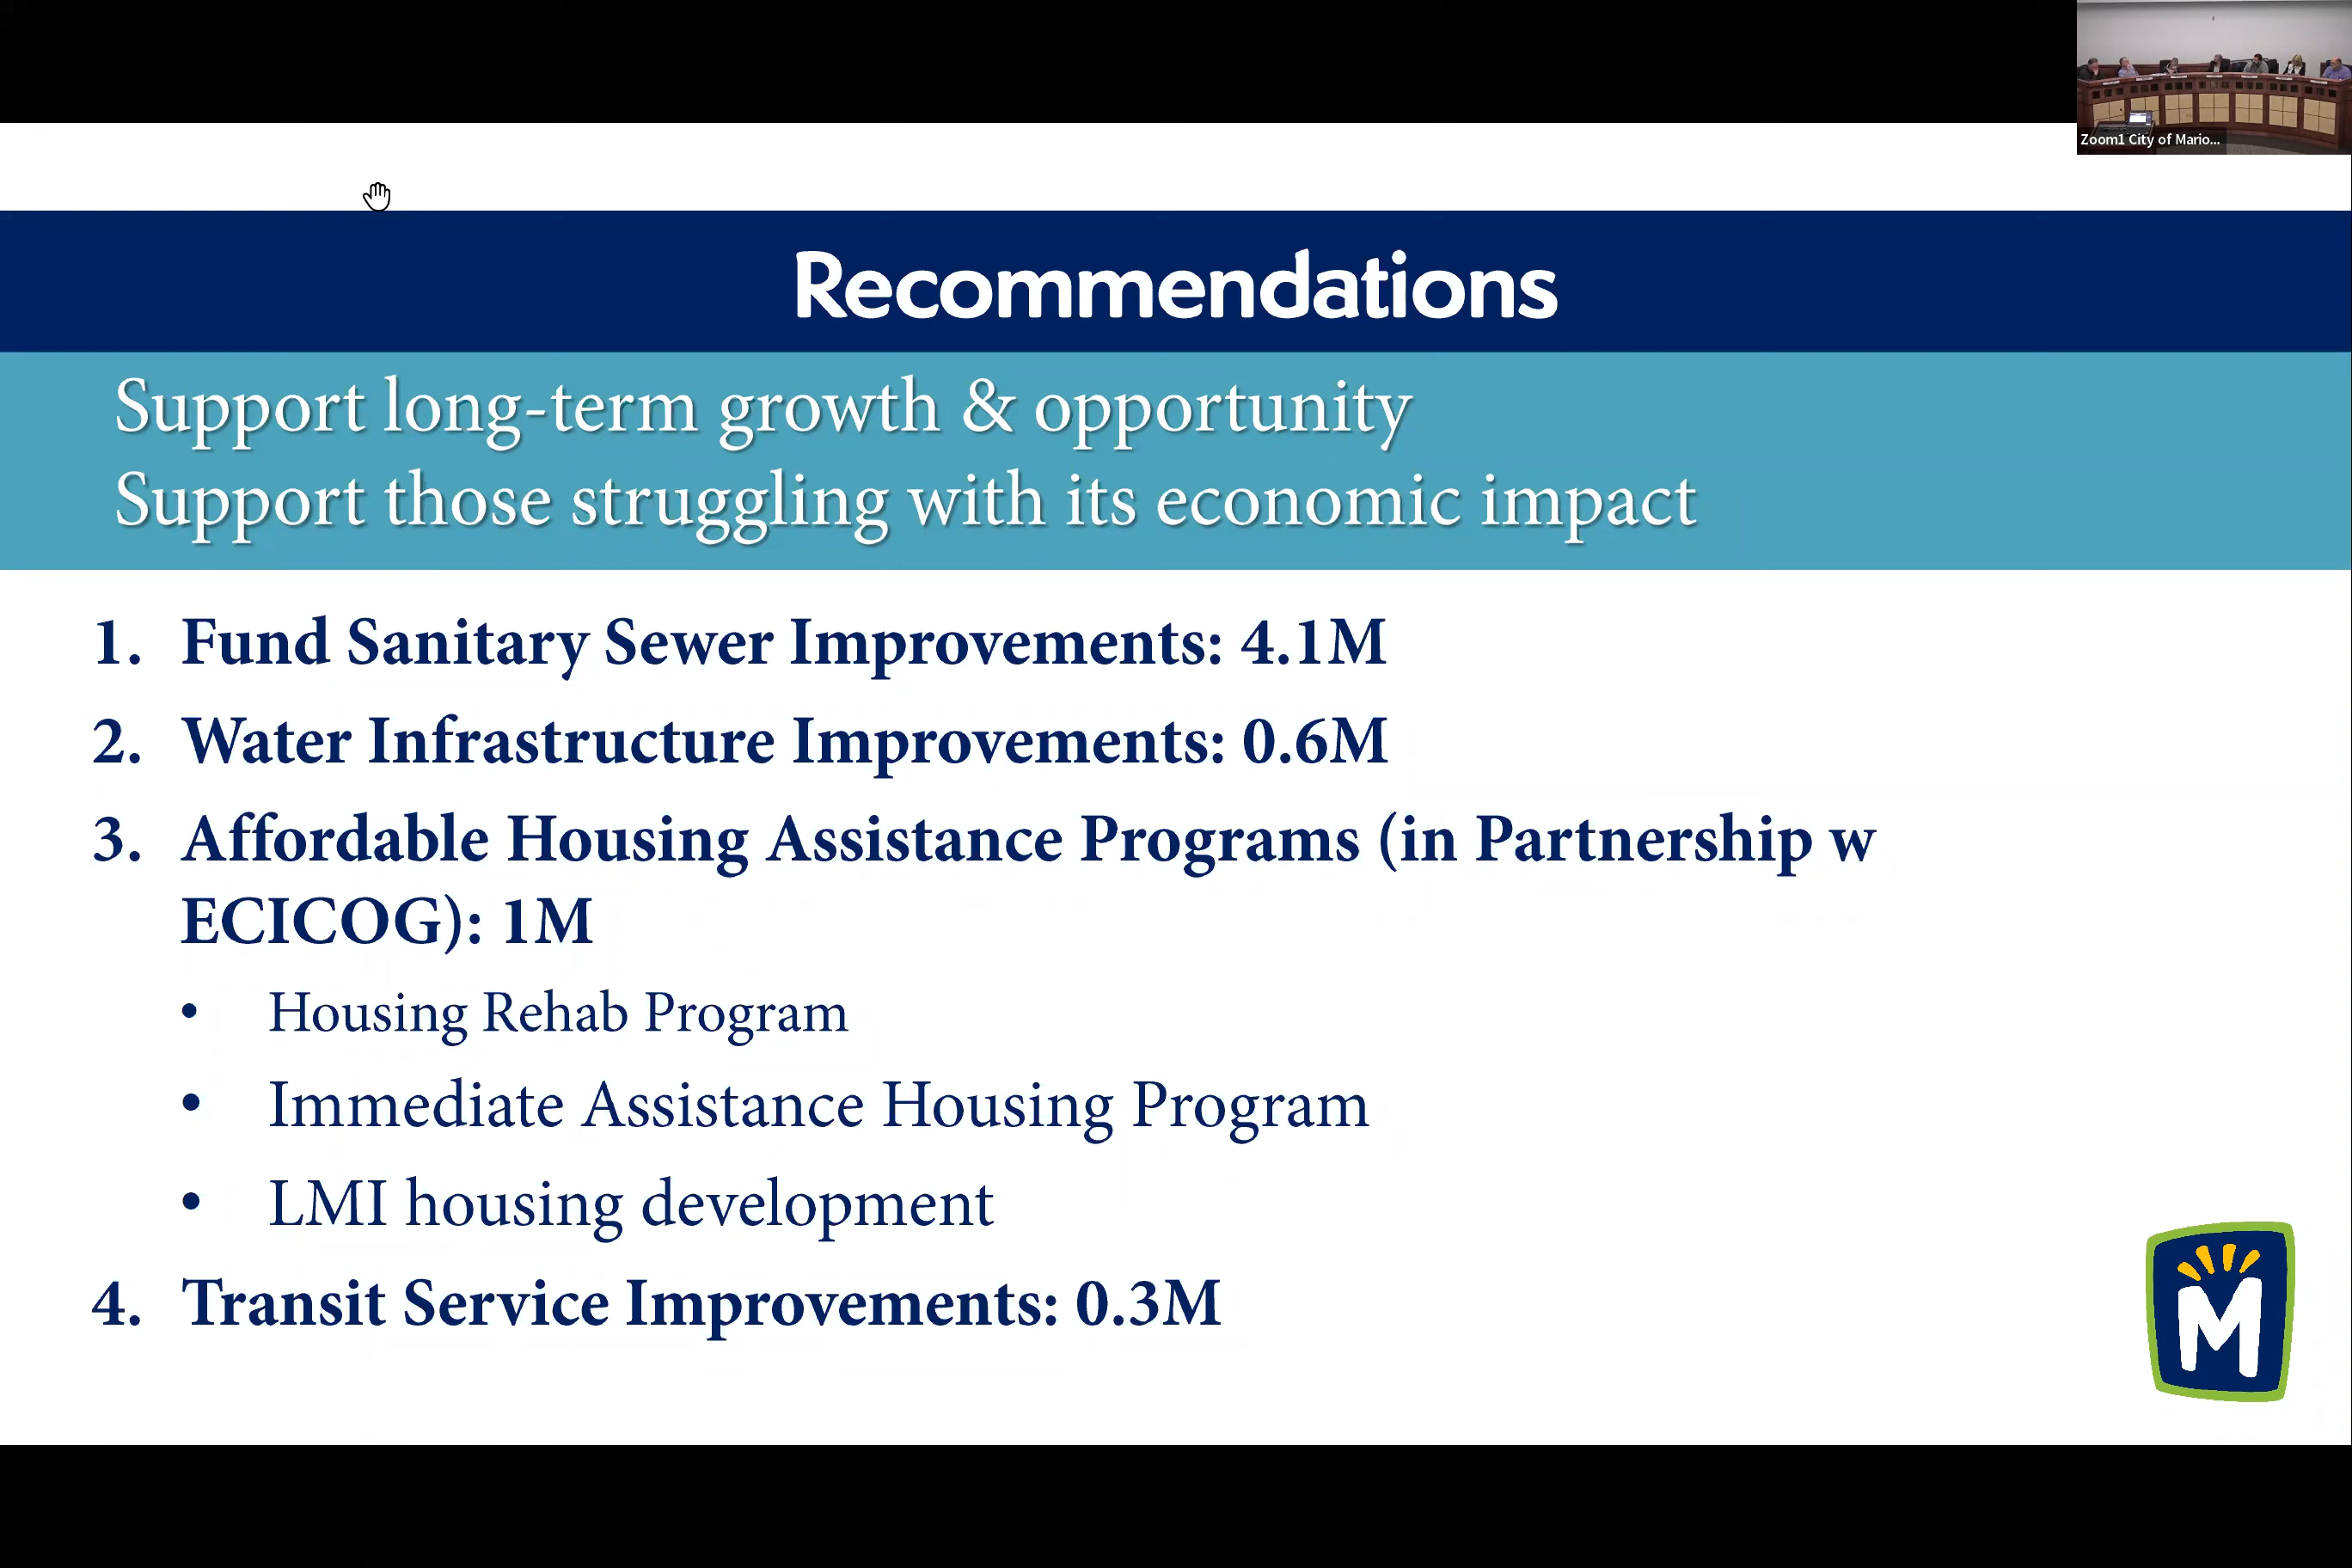 Zoom1 City of Mario...
Recommendations
Support long-term growth & opportunity
Support those struggling with its economic impact
1. Fund Sanitary Sewer Improvements: 4.1M
2. Water Infrastructure Improvements: 0.6M
3. Affordable Housing Assistance Programs (in Partnership w
ECICOG): 1M
• Housing Rehab Program
• Immediate Assistance Housing Program
• LMI housing development
4. Transit Service Improvements: 0.3M
M